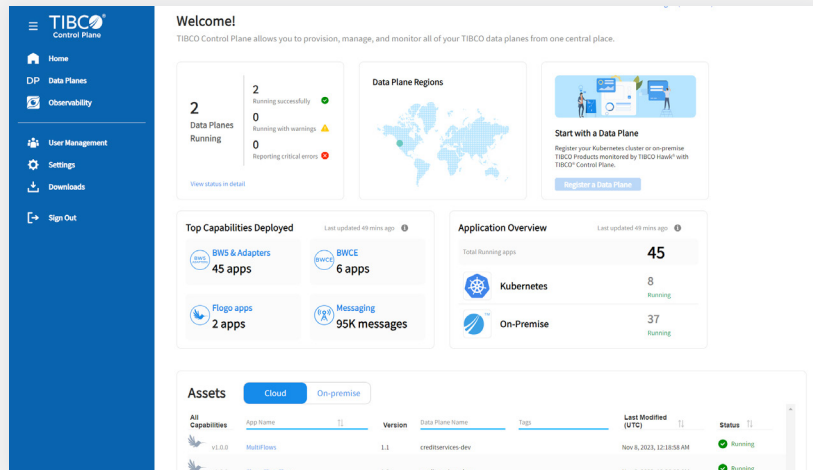 TIBCO®
Control Plane
Home
DP Data Planes
Observability
User Management
Settings
Downloads
Sign Out
Welcome!
TIBCO Control Plane allows you to provision, manage, and monitor all of your TIBCO data planes from one central place.
2
Data Planes
Running
2
Running successfully
0
Running with warnings
0
Reporting critical errors
View status in detail
Data Plane Regions
Start with a Data Plane
Register your Kubernetes cluster or on-premise
TIBCO Products monitored by TIBCO Hawk® with
TIBCO® Control Plane.
Register a Data Plane
Top Capabilities Deployed
Last updated 49 mins ago
BW5 & Adapters
45 apps
BWCE
BWCE
6 apps
Flogo apps
2 apps
Messaging
95K messages
Application Overview
Last updated 49 mins ago
Total Running apps
45
Kubernetes
8
Running
On-Premise
37
Running
Assets
Cloud
On-premise
All
Capabilities
App Name
Version
Data Plane Name
Tags
Last Modified
(UTC)
Status
v1.0.0
MultiFlows
1.1
creditservices-dev
Nov 8, 2023, 12:18:58 AM
Running
Running